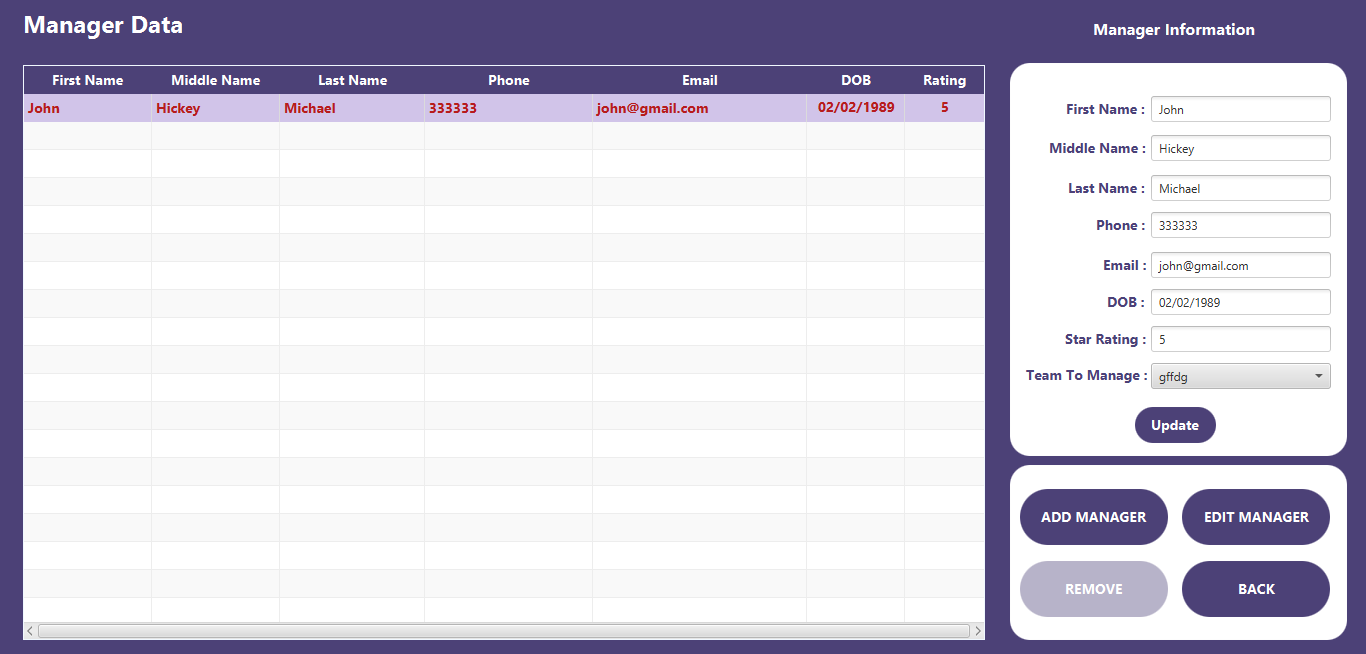 Manager Data
First Name Middle Name Last Name Phone Email DOB Rating
John Hickey Michael 333333 john@gmail.com 02/02/1989 5
Manager Information
First Name : John
Middle Name : Hickey
Last Name : Michael
Phone : 333333
Email : john@gmail.com
DOB : 02/02/1989
Star Rating : 5
Team To Manage : gffdg
Update
ADD MANAGER EDIT MANAGER
REMOVE BACK